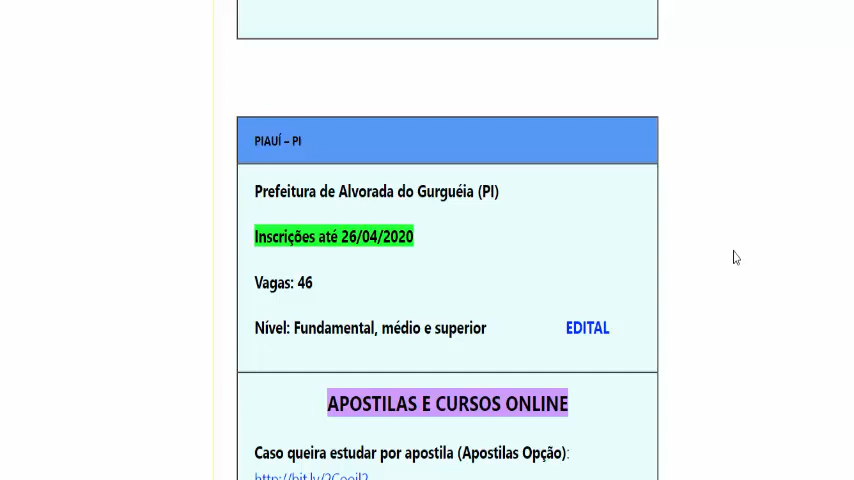 PIAUÍ – PI
Prefeitura de Alvorada do Gurguéia (PI)
Inscrições até 26/04/2020
Vagas: 46
Nível: Fundamental, médio e superior EDITAL
APOSTILAS E CURSOS ONLINE
Caso queira estudar por apostila (Apostilas Opção):